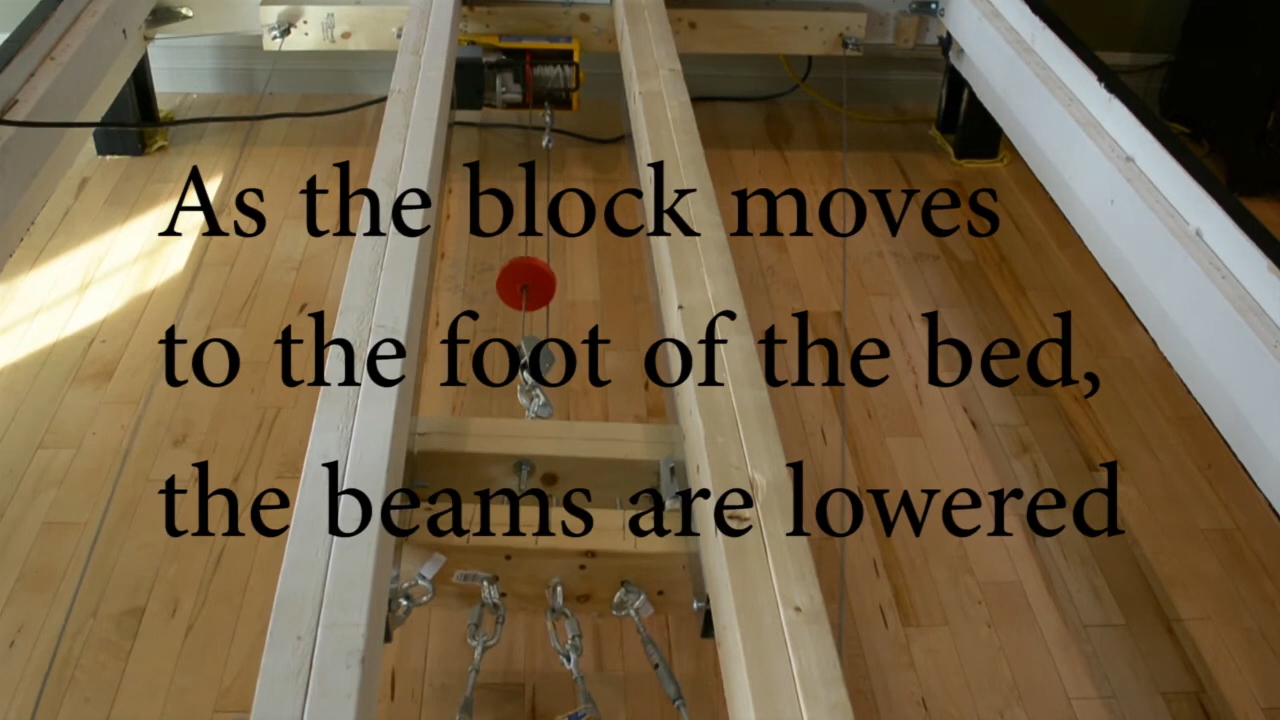 As the block moves
to the foot of the bed,
the beams are lowered